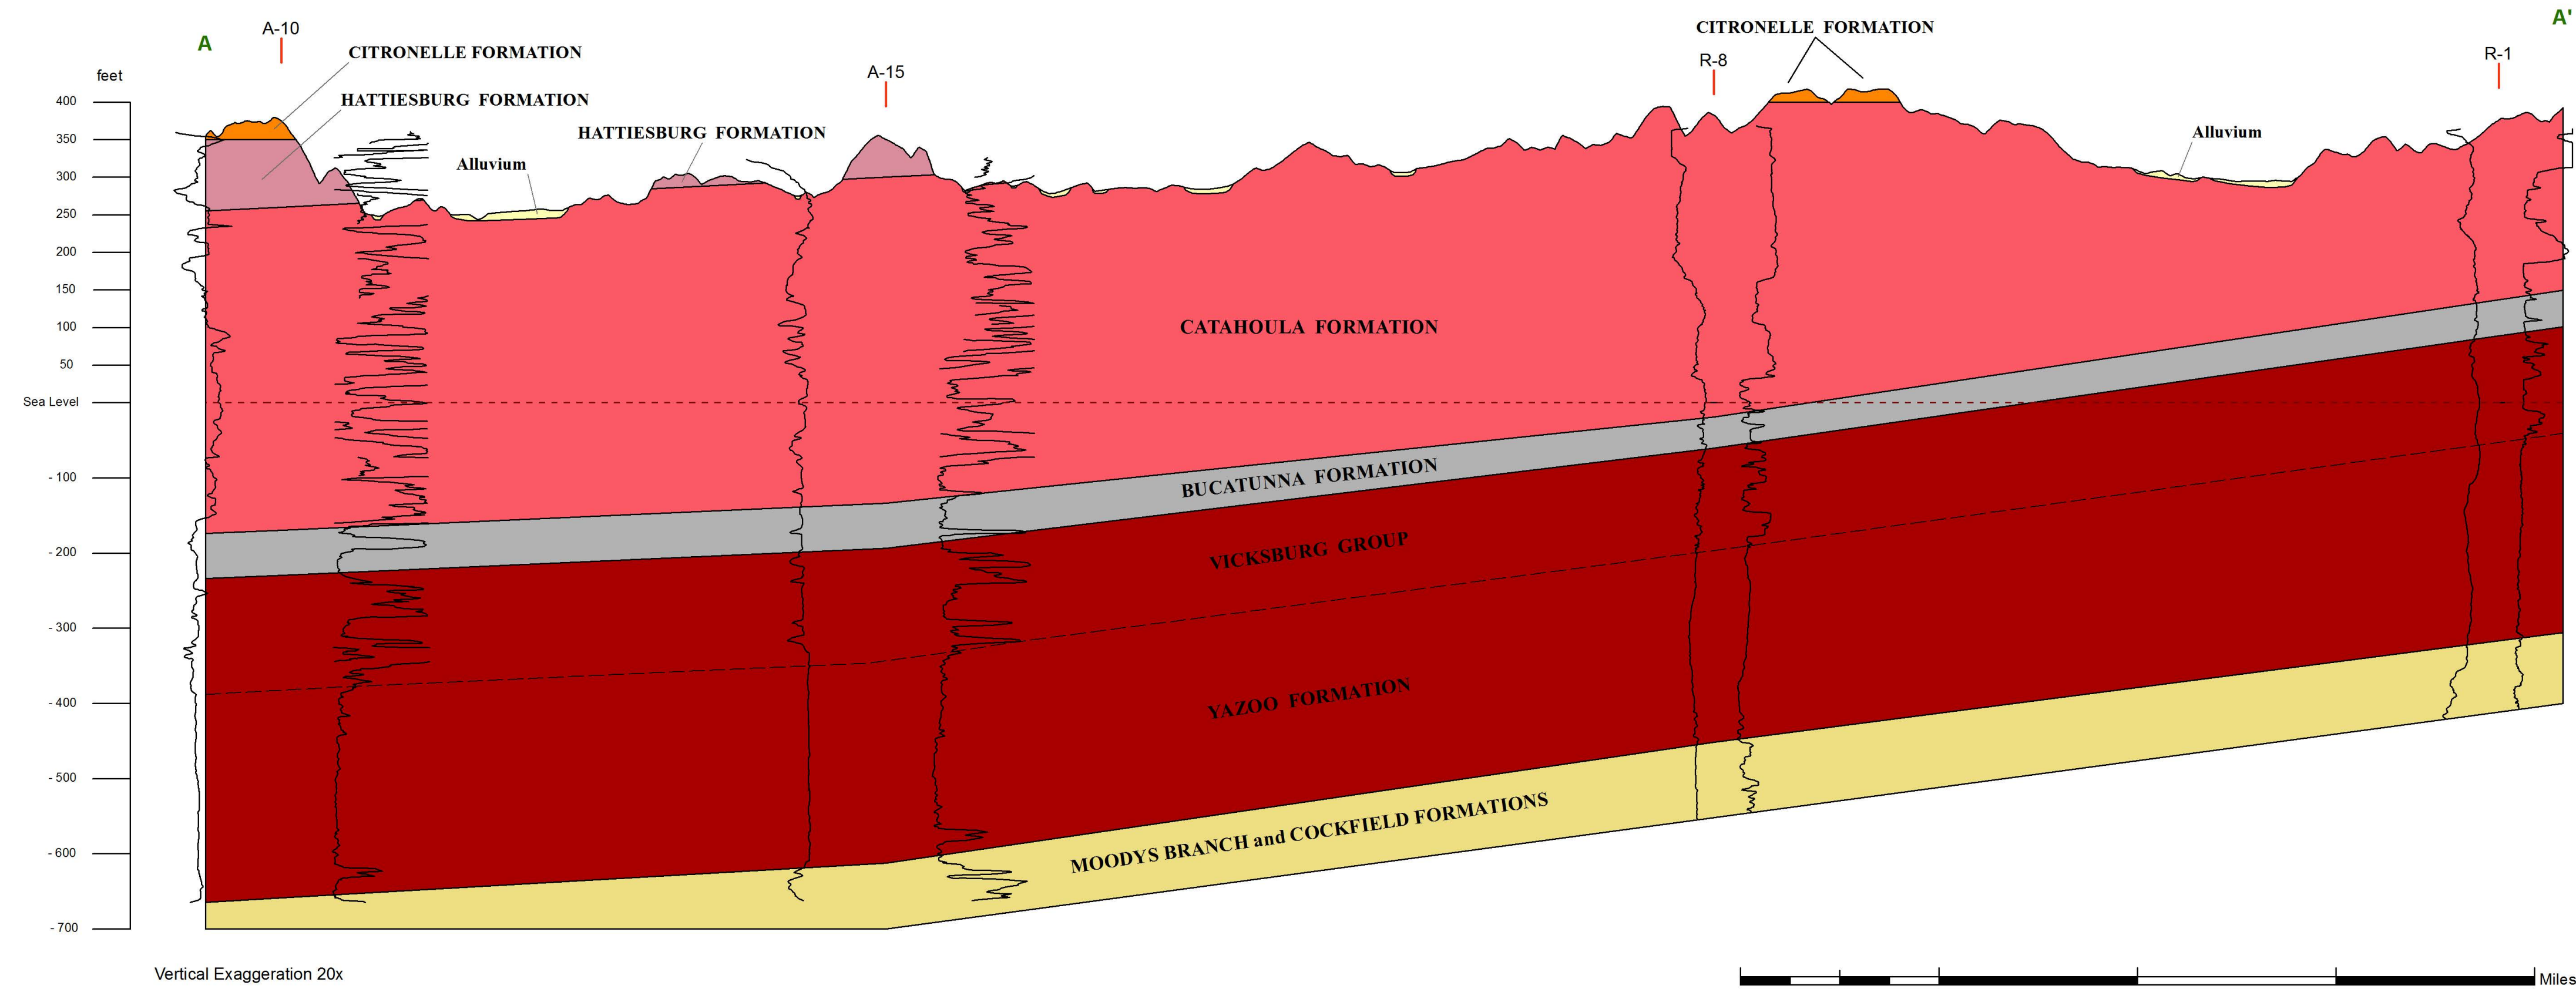 A
A-10
CITRONELLE FORMATION
HATTIESBURG FORMATION
HATTIESBURG FORMATION
Alluvium
A-15
CITRONELLE FORMATION
R-8
R-1
A'
Alluvium
feet
400
350
300
250
200
150
100
50
Sea Level
- 100
- 200
- 300
- 400
- 500
- 600
- 700
CATAHOULA FORMATION
BUCATUNNA FORMATION
VICKSBURG GROUP
YAZOO FORMATION
MOODYS BRANCH and COCKFIELD FORMATIONS
Vertical Exaggeration 20x
Miles